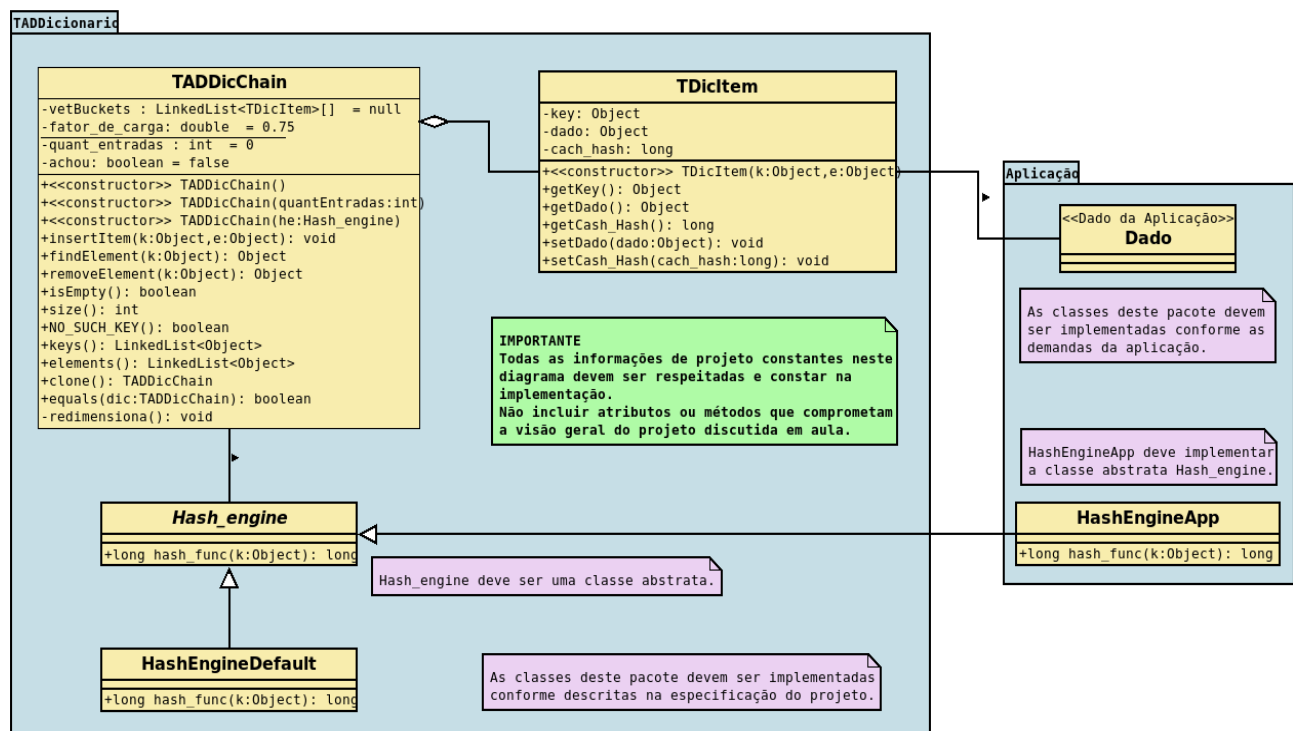 TADDicionario
TADDicChain
-vetBuckets : LinkedList<TDicItem>[]  = null
-fator_de_carga: double  = 0.75
-quant_entradas : int  = 0
-achou: boolean = false
+<<constructor>> TADDicChain()
+<<constructor>> TADDicChain(quantEntradas:int)
+<<constructor>> TADDicChain(he:Hash_engine)
+insertItem(k:Object,e:Object): void
+findElement(k:Object): Object
+removeElement(k:Object): Object
+isEmpty(): boolean
+size(): int
+NO_SUCH_KEY(): boolean
+keys(): LinkedList<Object>
+elements(): LinkedList<Object>
+clone(): TADDicChain
+equals(dic:TADDicChain): boolean
-redimensiona(): void
TDicItem
-key: Object
-dado: Object
-cach_hash: long
+<<constructor>> TDicItem(k:Object,e:Object)
+getKey(): Object
+getDado(): Object
+getCash_Hash(): long
+setDado(dado:Object): void
+setCash_Hash(cach_hash:long): void
IMPORTANTE
Todas as informações de projeto constantes neste
diagrama devem ser respeitadas e constar na
implementação.
Não incluir atributos ou métodos que comprometam
a visão geral do projeto discutida em aula.
Hash_engine
+long hash_func(k:Object): long
Hash_engine deve ser uma classe abstrata.
HashEngineDefault
+long hash_func(k:Object): long
As classes deste pacote devem ser implementadas
conforme descritas na especificação do projeto.
Aplicação
<<Dado da Aplicação>>
Dado
As classes deste pacote devem
ser implementadas conforme as
demandas da aplicação.
HashEngineApp deve implementar
a classe abstrata Hash_engine.
HashEngineApp
+long hash_func(k:Object): long